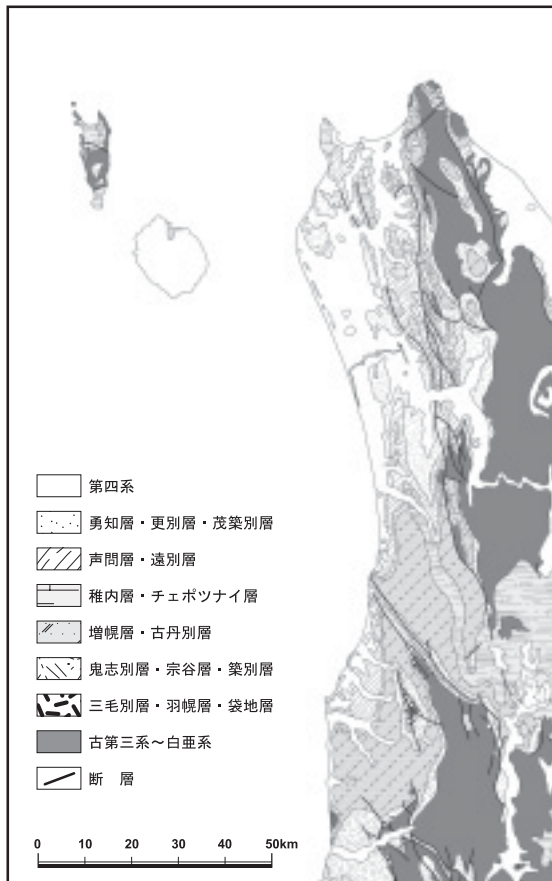 第四系
勇知層・更別層・茂築別層
声問層・遠別層
稚内層・チェポツナイ層
増幌層・古丹別層
鬼志別層・宗谷層・築別層
三毛別層・羽幌層・袋地層
古第三系～白亜系
断　層
0 10 20 30 40 50km